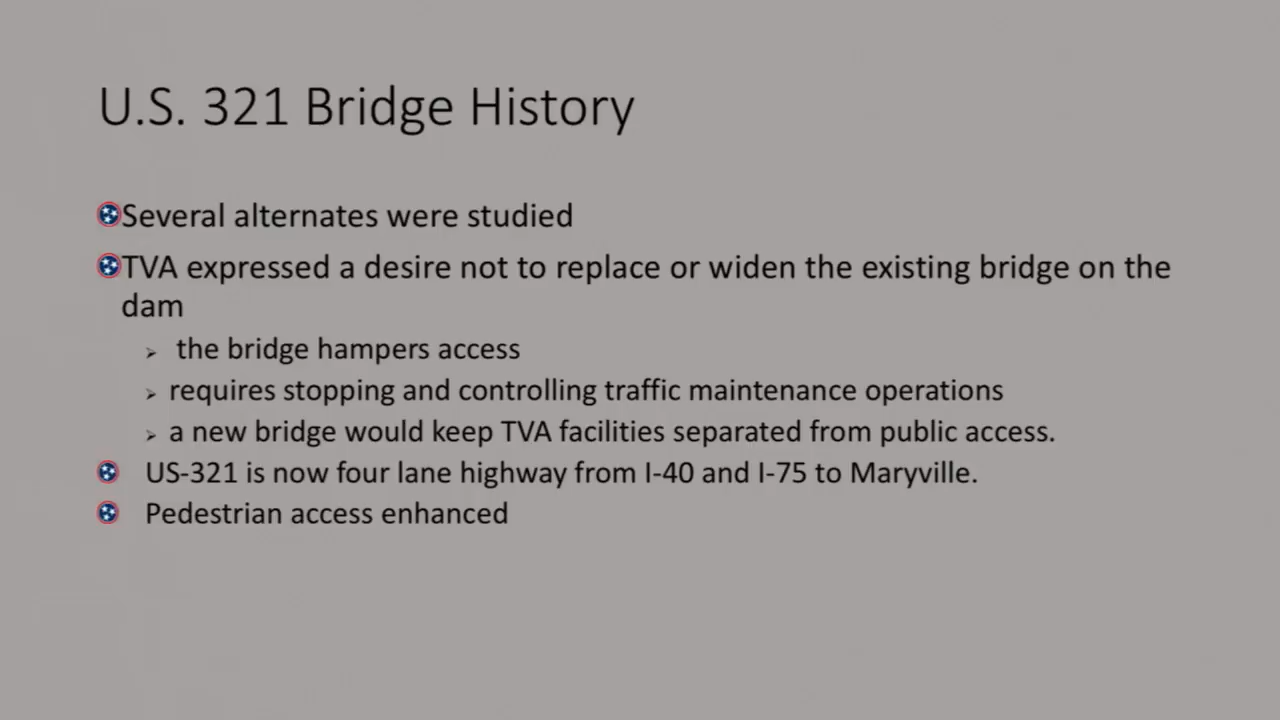 U.S. 321 Bridge History
Several alternates were studied
TVA expressed a desire not to replace or widen the existing bridge on the
dam
the bridge hampers access
requires stopping and controlling traffic maintenance operations
a new bridge would keep TVA facilities separated from public access.
US-321 is now four lane highway from I-40 and I-75 to Maryville.
Pedestrian access enhanced